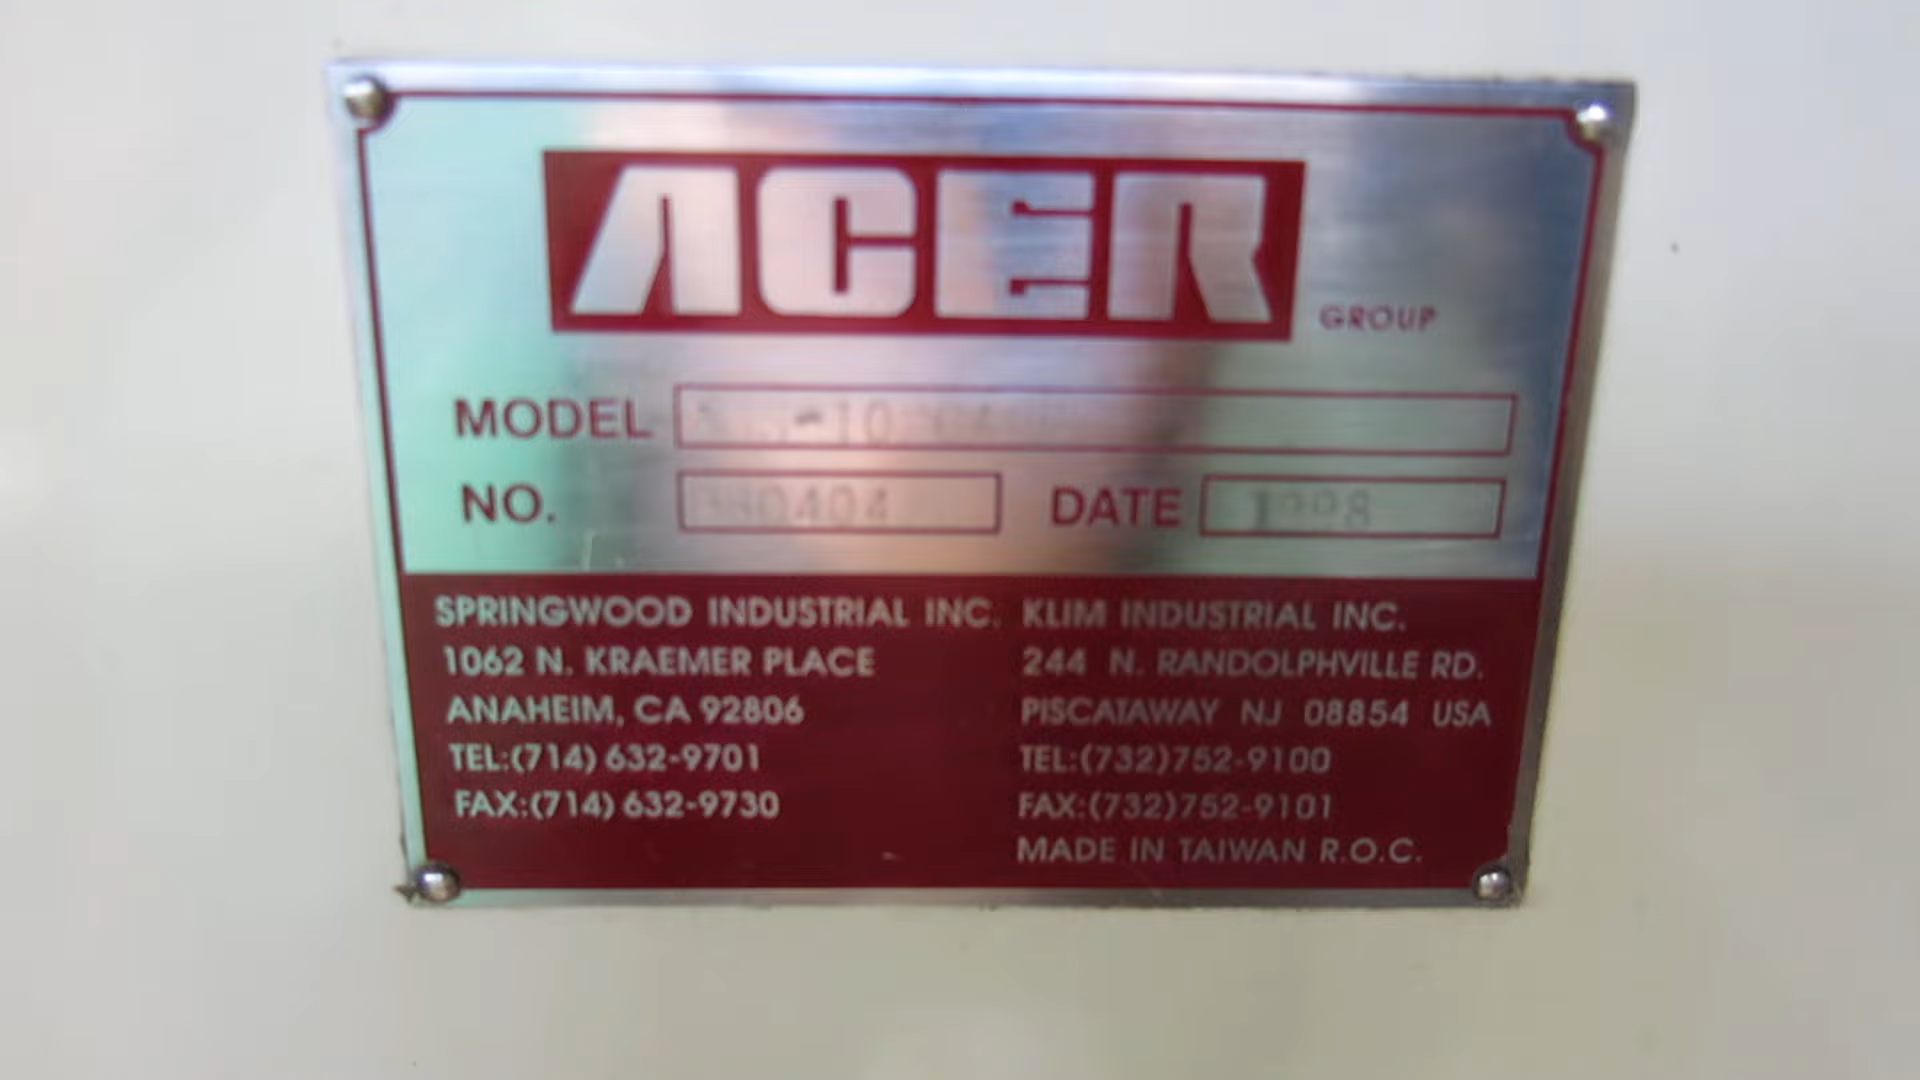 ACER GROUP
MODEL
NO.
DATE 1998
SPRINGWOOD INDUSTRIAL INC.
1062 N. KRAEMER PLACE
ANAHEIM, CA 92806
TEL:(714) 632-9701
FAX:(714) 632-9730
KLIM INDUSTRIAL INC.
244 N. RANDOLPHVILLE RD.
PISCATAWAY NJ 08854 USA
TEL:(732)752-9100
FAX:(732)752-9101
MADE IN TAIWAN R.O.C.